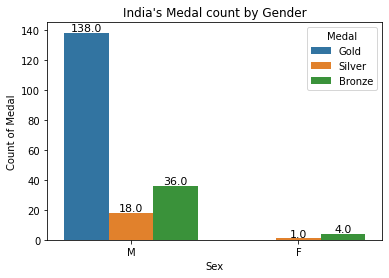 India's Medal count by Gender
Medal
Gold
Silver
Bronze
Count of Medal
140
120
100
80
60
40
20
0
138.0
18.0
36.0
1.0
4.0
M
F
Sex